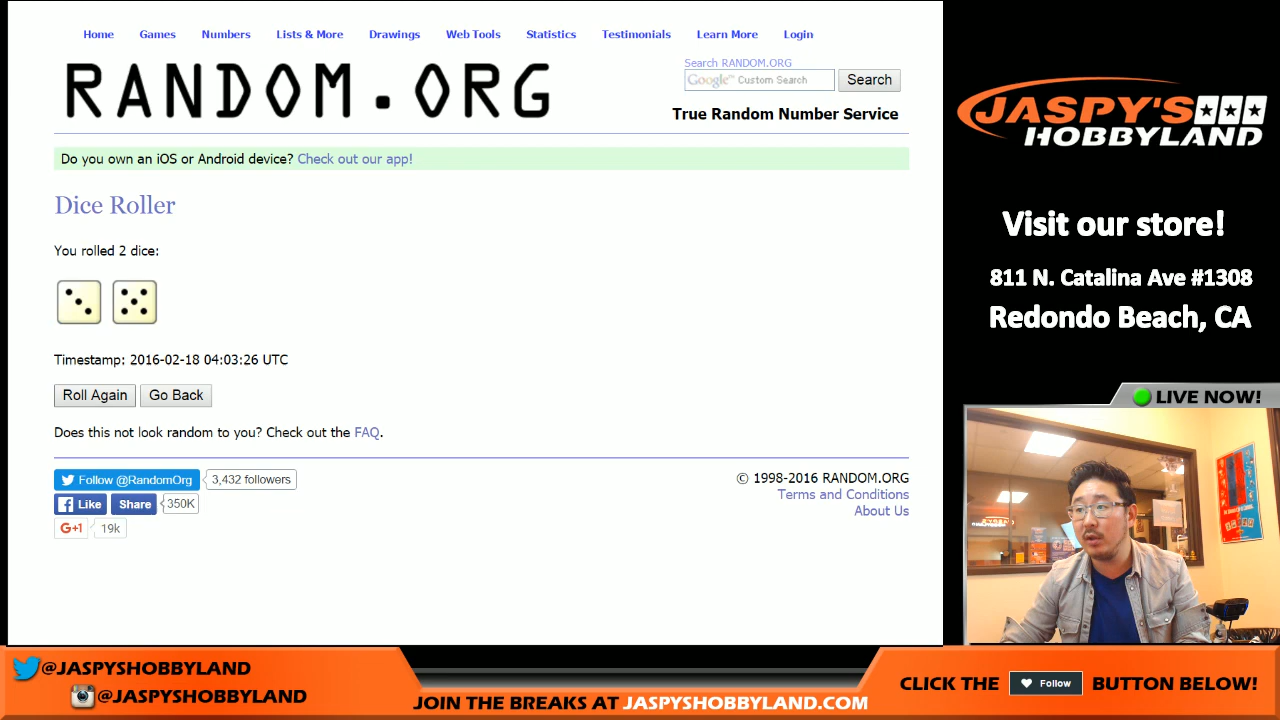 Home Games Numbers Lists & More Drawings Web Tools Statistics Testimonials Learn More Login
RANDOM.ORG
Search RANDOM.ORG
Google™ Custom Search Search
True Random Number Service
Do you own an iOS or Android device? Check out our app!
Dice Roller
You rolled 2 dice:
Timestamp: 2016-02-18 04:03:26 UTC
Roll Again Go Back
Does this not look random to you? Check out the FAQ.
Follow @RandomOrg 3,432 followers
Like Share 350K
G+1 19k
© 1998-2016 RANDOM.ORG
Terms and Conditions
About Us
JASPY'S
HOBBYLAND
Visit our store!
811 N. Catalina Ave #1308
Redondo Beach, CA
LIVE NOW!
@JASPYSHOBBYLAND
@JASPYSHOBBYLAND
JOIN THE BREAKS AT JASPYSHOBBYLAND.COM
CLICK THE Follow BUTTON BELOW!